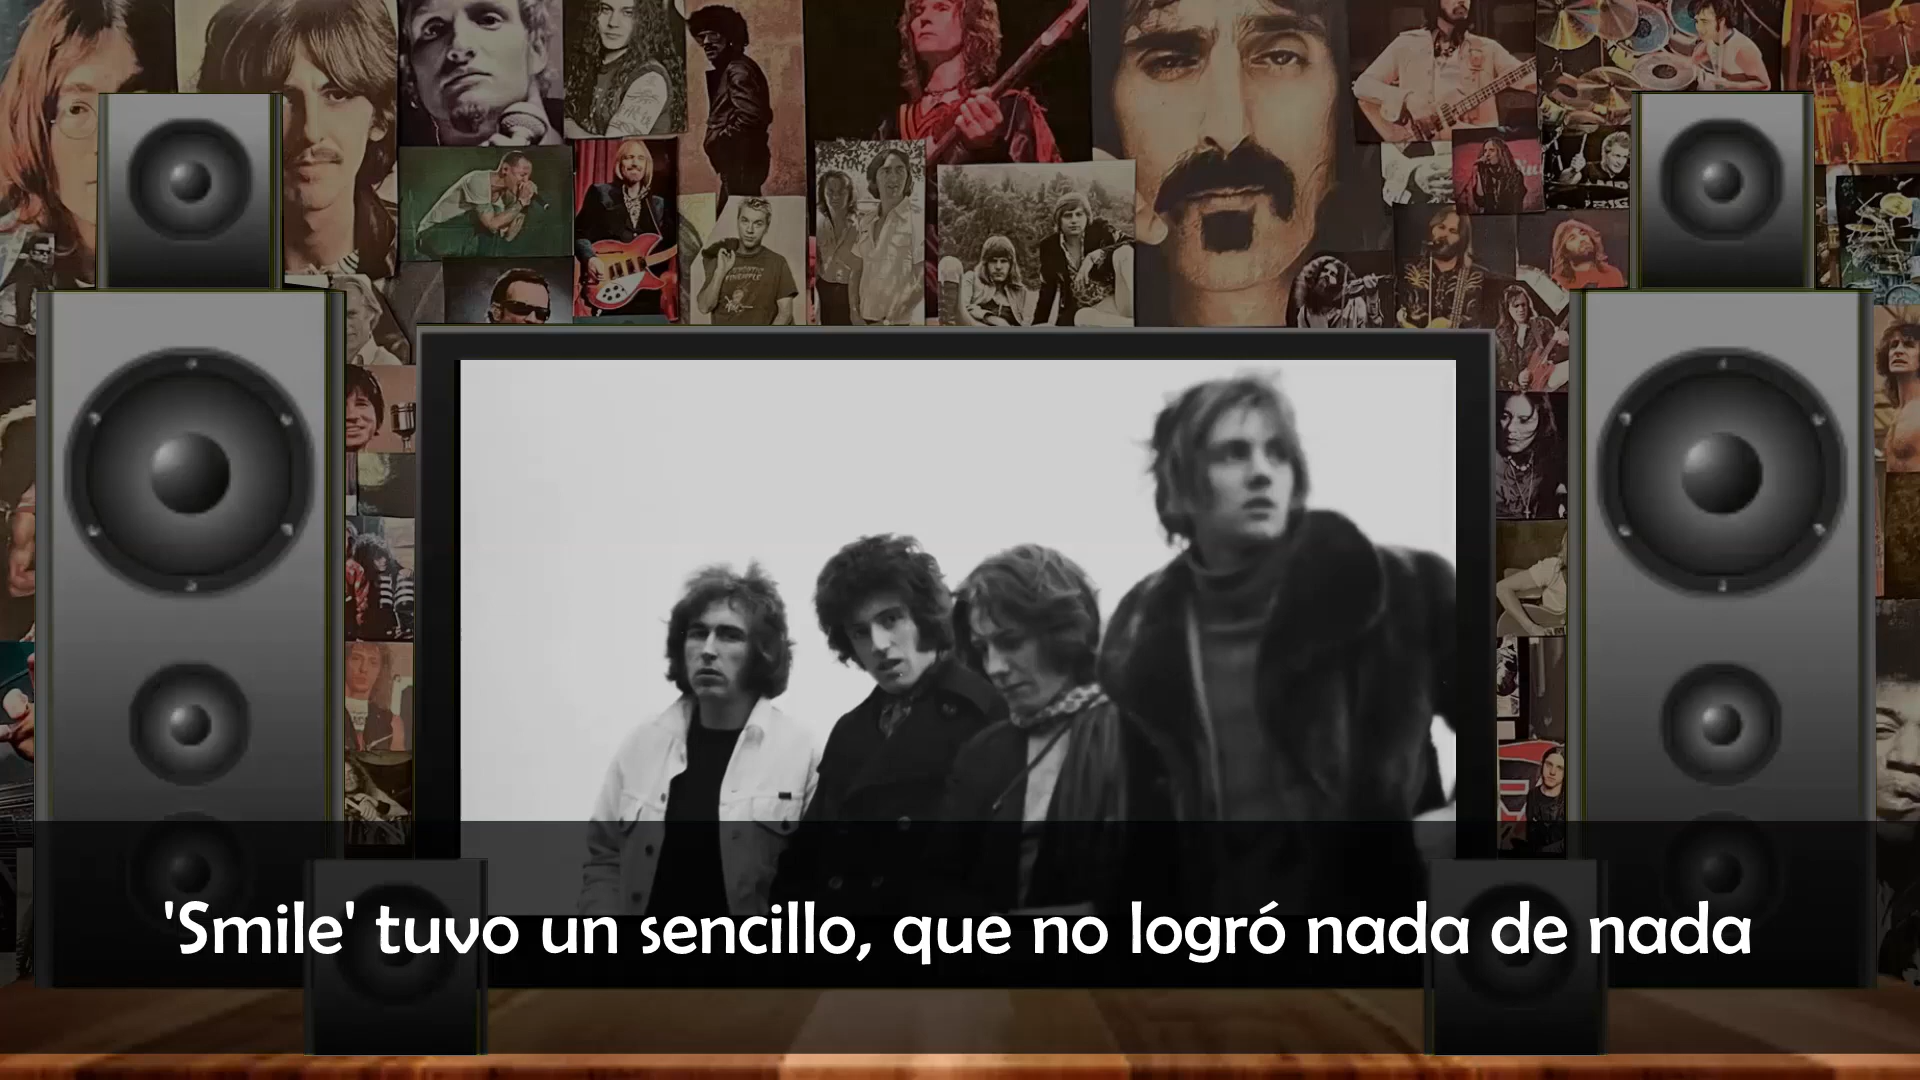 'Smile' tuvo un sencillo, que no logró nada de nada